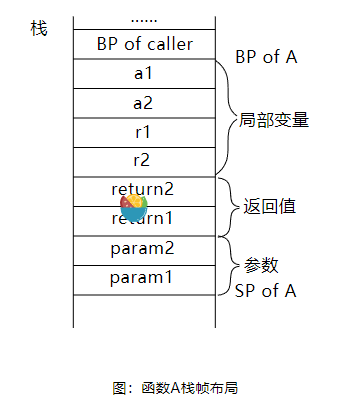 栈
......
BP of caller
BP of A
a1
a2
局部变量
r1
r2
return2
返回值
return1
param2
参数
param1
SP of A
图：函数A栈帧布局